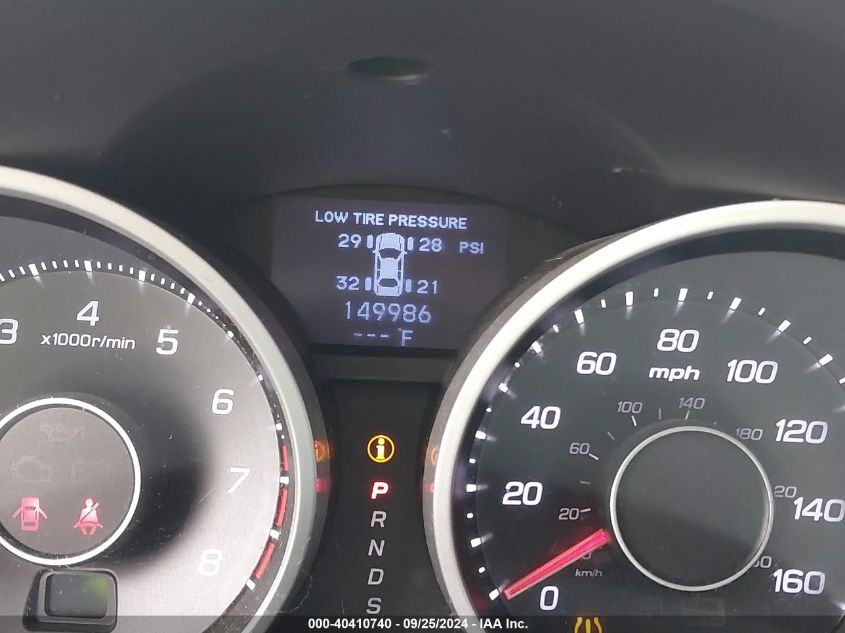 LOW TIRE PRESSURE
29 28 PSI
32 21
149986
--- °F
3 4 5 6 7 8
x1000r/min
i
P
R
N
D
S
0 20 40 60 80 100 120 140 160
mph
20 60 100 140 180
km/h
000-40410740 - 09/25/2024 - IAA Inc.